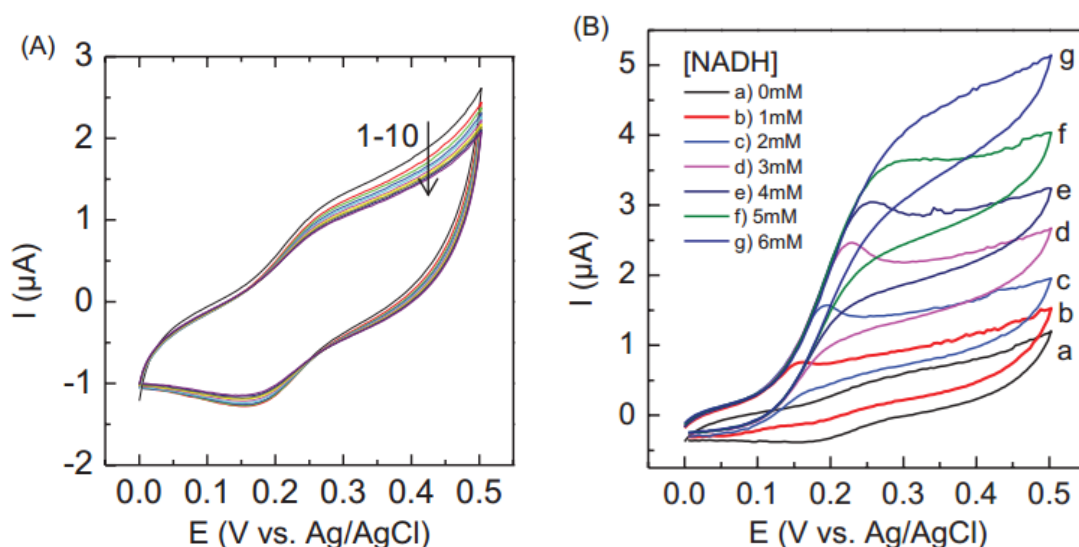 (A)
3
2
1
0
-1
-2
I (µA)
1-10
0.0 0.1 0.2 0.3 0.4 0.5
E (V vs. Ag/AgCl)
(B)
5
4
3
2
1
0
I (µA)
[NADH]
a) 0mM
b) 1mM
c) 2mM
d) 3mM
e) 4mM
f) 5mM
g) 6mM
g
f
e
d
c
b
a
0.0 0.1 0.2 0.3 0.4 0.5
E (V vs. Ag/AgCl)